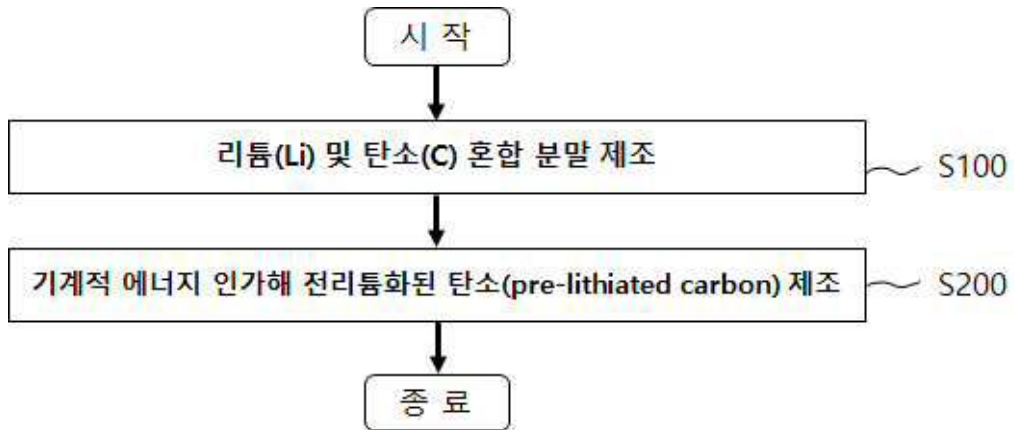 시 작
리튬(Li) 및 탄소(C) 혼합 분말 제조
S100
기계적 에너지 인가해 전리튬화된 탄소(pre-lithiated carbon) 제조
S200
종 료